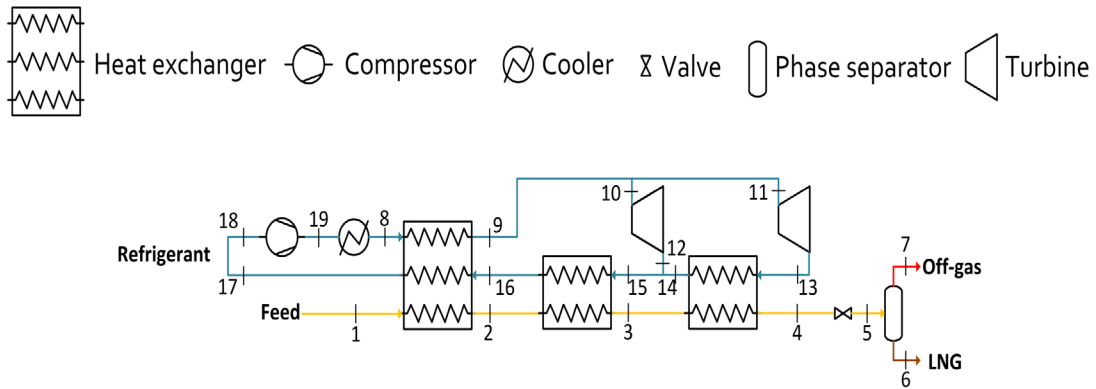 Heat exchanger Compressor Cooler Valve Phase separator Turbine
10 11
18 19 8 9 12 7
Refrigerant Off-gas
17 16 15 14 13
Feed
1 2 3 4 5 LNG
6